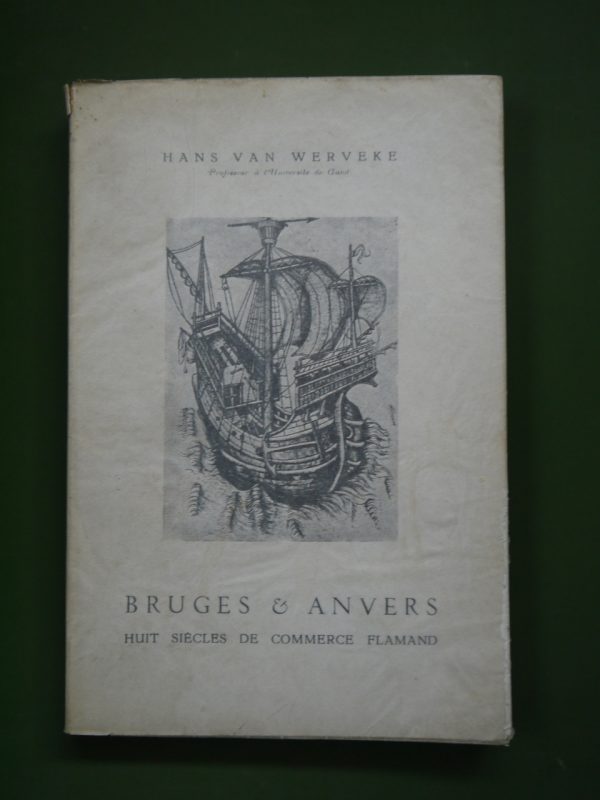 HANS VAN WERVEKE
Professeur à l'Université de Gand
BRUGES & ANVERS
HUIT SIÈCLES DE COMMERCE FLAMAND